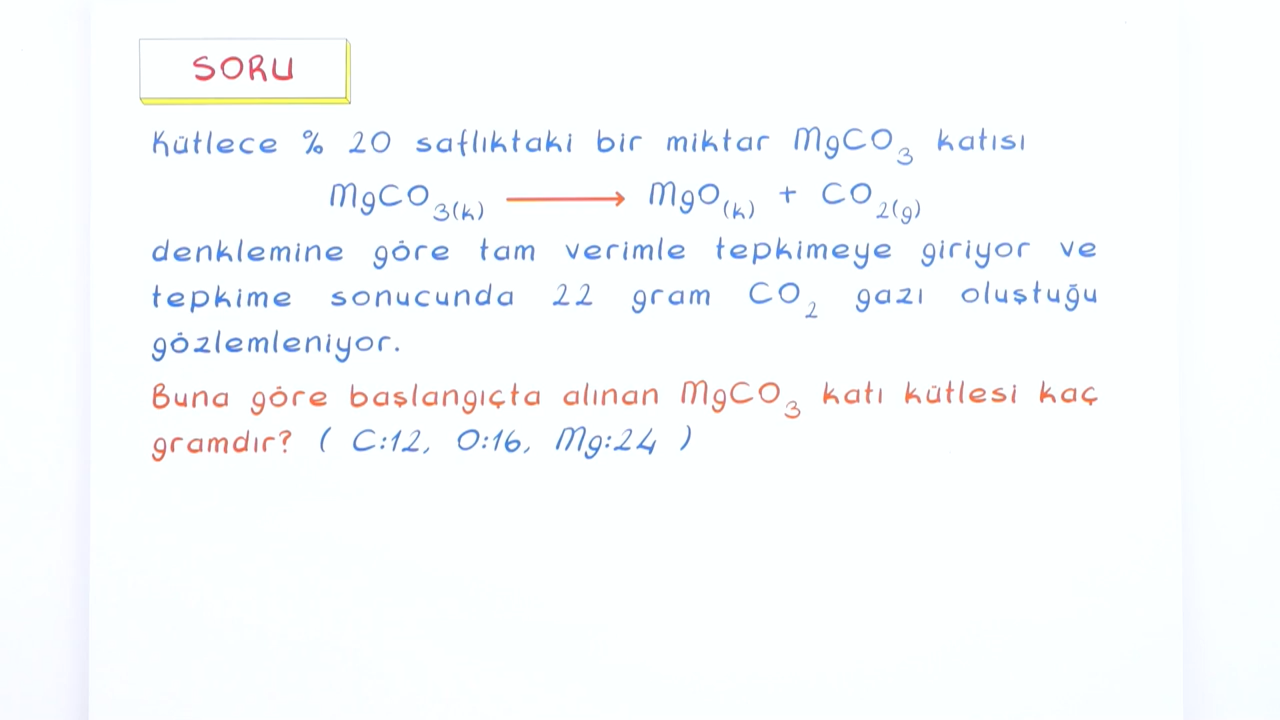 SORU
Kütlece % 20 saflıktaki bir miktar MgCO₃ katısı
MgCO₃₍ₖ₎ ⟶ MgO₍ₖ₎ + CO₂(g)
denklemine göre tam verimle tepkimeye giriyor ve
tepkime sonucunda 22 gram CO₂ gazı oluştuğu
gözlemleniyor.
Buna göre başlangıçta alınan MgCO₃ katı kütlesi kaç
gramdır? ( C:12, O:16, Mg:24 )